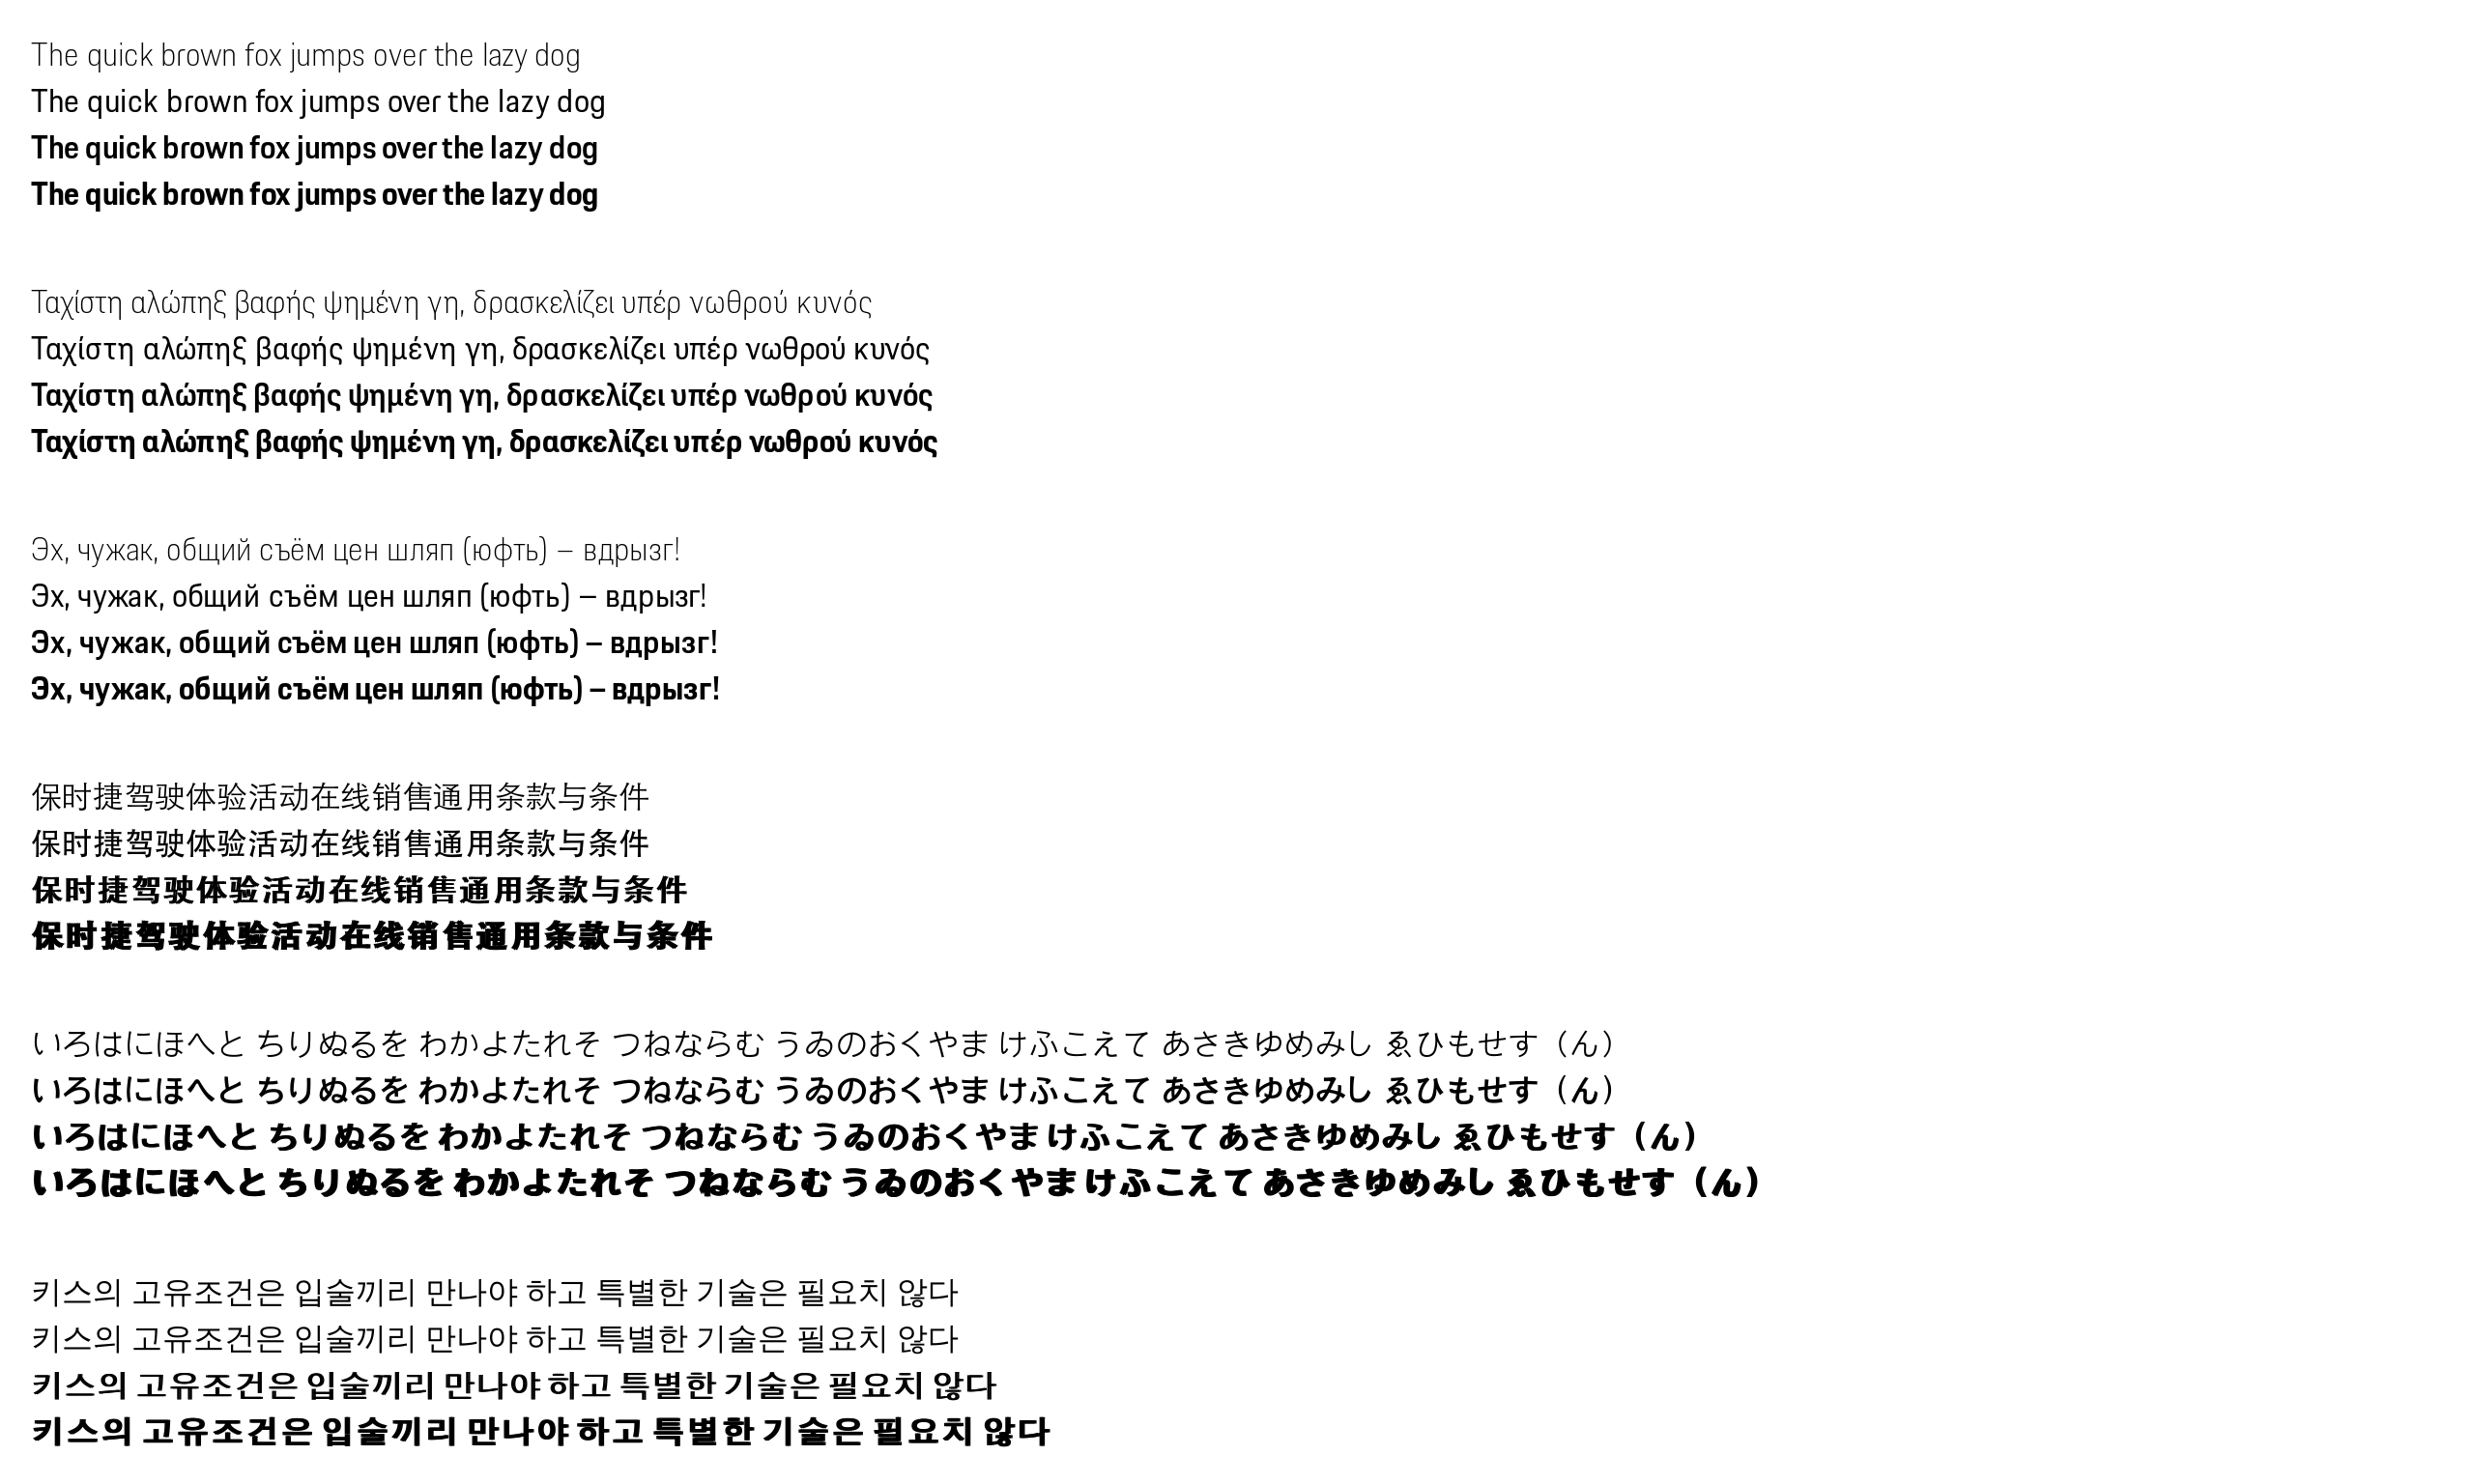 The quick brown fox jumps over the lazy dog
The quick brown fox jumps over the lazy dog
The quick brown fox jumps over the lazy dog
The quick brown fox jumps over the lazy dog
Ταχίστη αλώπηξ βαφής ψημένη γη, δρασκελίζει υπέρ νωθρού κυνός
Ταχίστη αλώπηξ βαφής ψημένη γη, δρασκελίζει υπέρ νωθρού κυνός
Ταχίστη αλώπηξ βαφής ψημένη γη, δρασκελίζει υπέρ νωθρού κυνός
Ταχίστη αλώπηξ βαφής ψημένη γη, δρασκελίζει υπέρ νωθρού κυνός
Эх, чужак, общий съём цен шляп (юфть) – вдрызг!
Эх, чужак, общий съём цен шляп (юфть) – вдрызг!
Эх, чужак, общий съём цен шляп (юфть) – вдрызг!
Эх, чужак, общий съём цен шляп (юфть) – вдрызг!
保时捷驾驶体验活动在线销售通用条款与条件
保时捷驾驶体验活动在线销售通用条款与条件
保时捷驾驶体验活动在线销售通用条款与条件
保时捷驾驶体验活动在线销售通用条款与条件
いろはにほへと ちりぬるを わかよたれそ つねならむ うゐのおくやま けふこえて あさきゆめみし ゑひもせす（ん）
いろはにほへと ちりぬるを わかよたれそ つねならむ うゐのおくやま けふこえて あさきゆめみし ゑひもせす（ん）
いろはにほへと ちりぬるを わかよたれそ つねならむ うゐのおくやま けふこえて あさきゆめみし ゑひもせす（ん）
いろはにほへと ちりぬるを わかよたれそ つねならむ うゐのおくやま けふこえて あさきゆめみし ゑひもせす（ん）
키스의 고유조건은 입술끼리 만나야 하고 특별한 기술은 필요치 않다
키스의 고유조건은 입술끼리 만나야 하고 특별한 기술은 필요치 않다
키스의 고유조건은 입술끼리 만나야 하고 특별한 기술은 필요치 않다
키스의 고유조건은 입술끼리 만나야 하고 특별한 기술은 필요치 않다